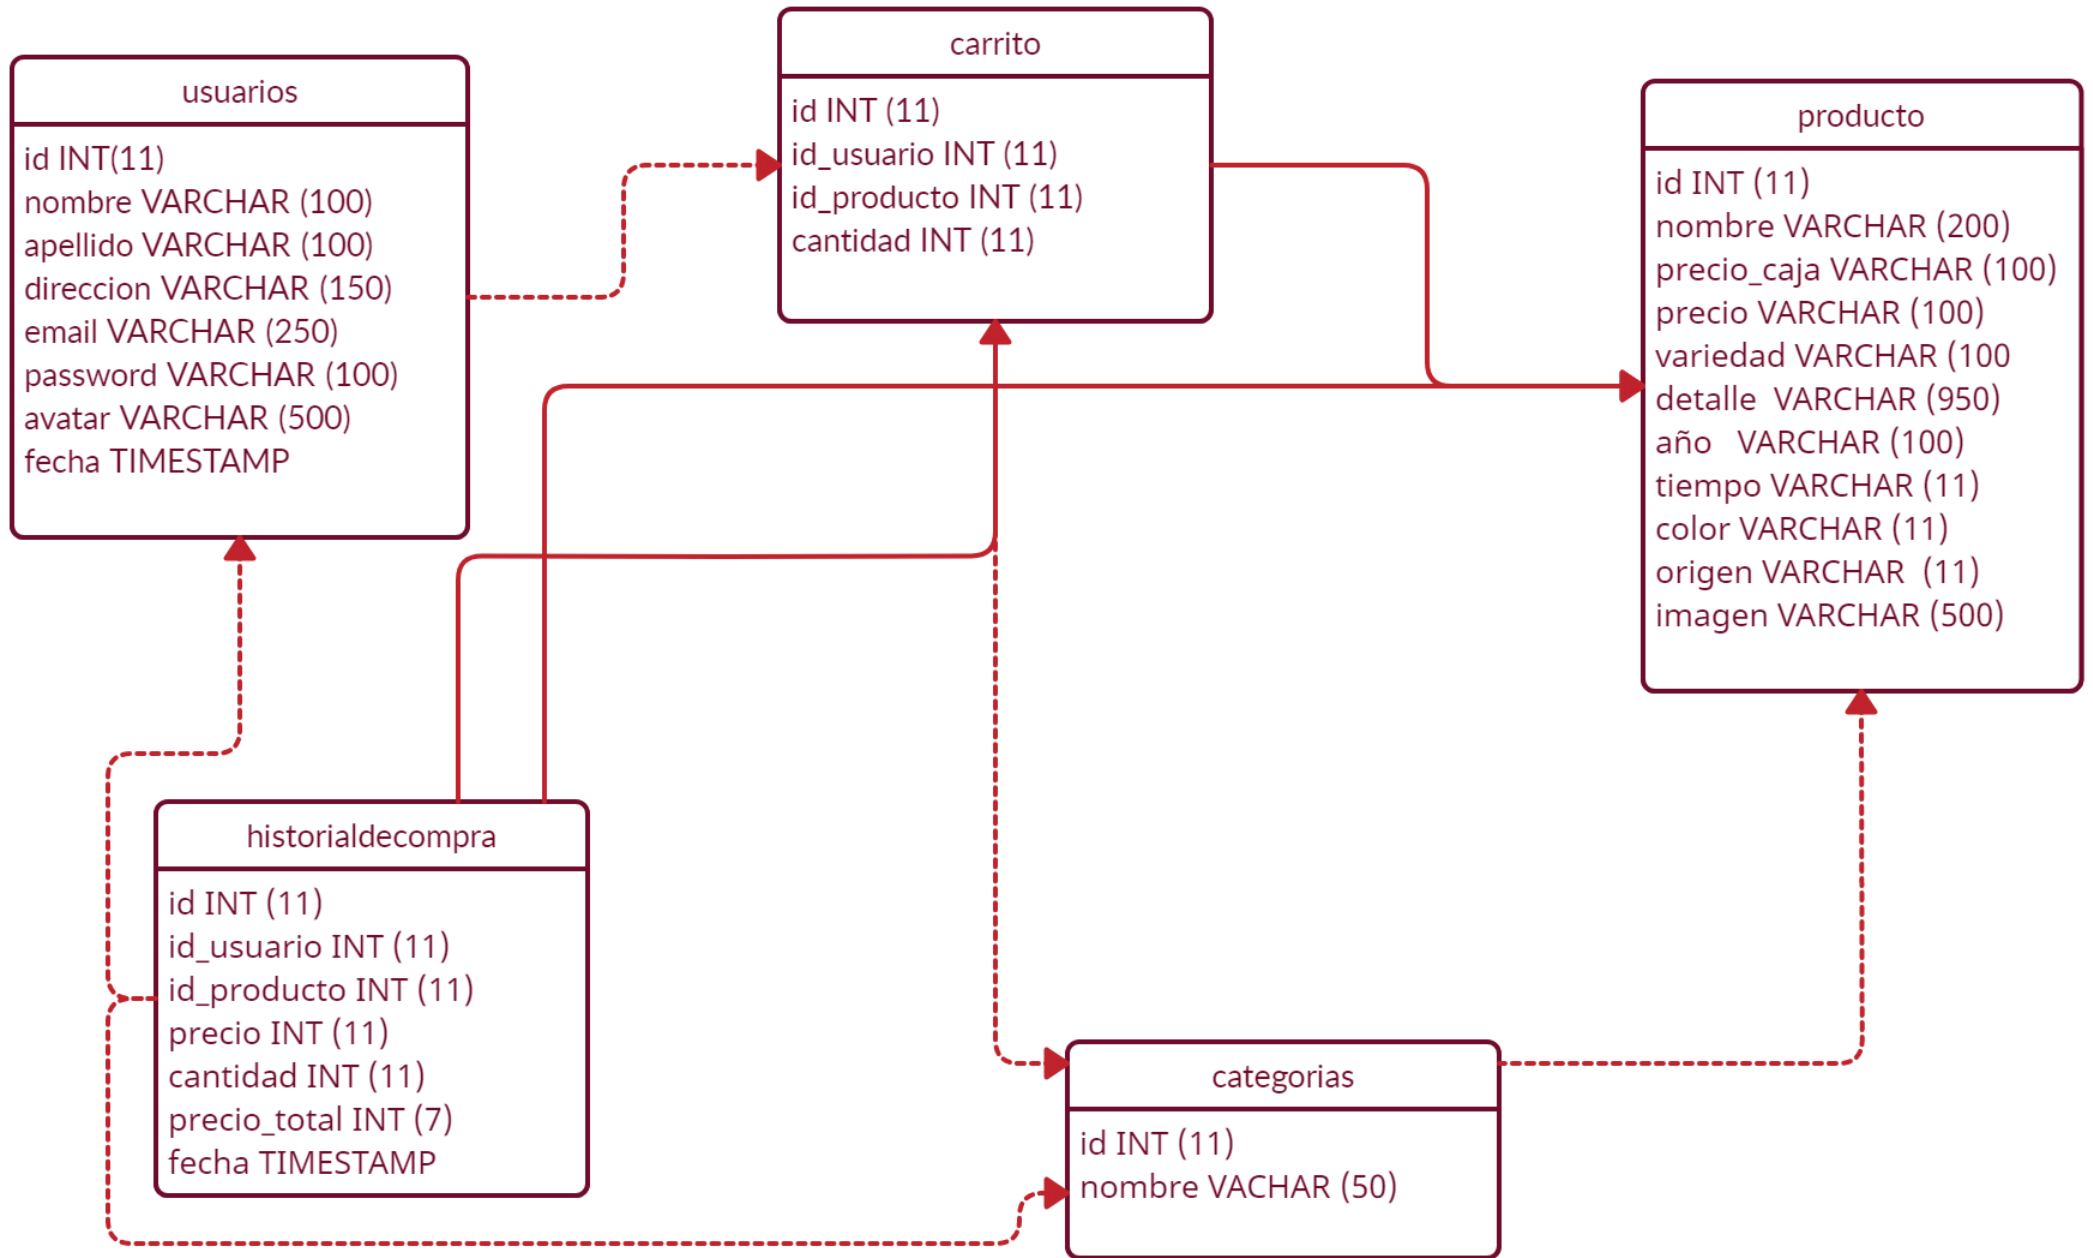 usuarios
id INT(11)
nombre VARCHAR (100)
apellido VARCHAR (100)
direccion VARCHAR (150)
email VARCHAR (250)
password VARCHAR (100)
avatar VARCHAR (500)
fecha TIMESTAMP
carrito
id INT (11)
id_usuario INT (11)
id_producto INT (11)
cantidad INT (11)
producto
id INT (11)
nombre VARCHAR (200)
precio_caja VARCHAR (100)
precio VARCHAR (100)
variedad VARCHAR (100
detalle  VARCHAR (950)
año   VARCHAR (100)
tiempo VARCHAR (11)
color VARCHAR (11)
origen VARCHAR  (11)
imagen VARCHAR (500)
historialdecompra
id INT (11)
id_usuario INT (11)
id_producto INT (11)
precio INT (11)
cantidad INT (11)
precio_total INT (7)
fecha TIMESTAMP
categorias
id INT (11)
nombre VACHAR (50)